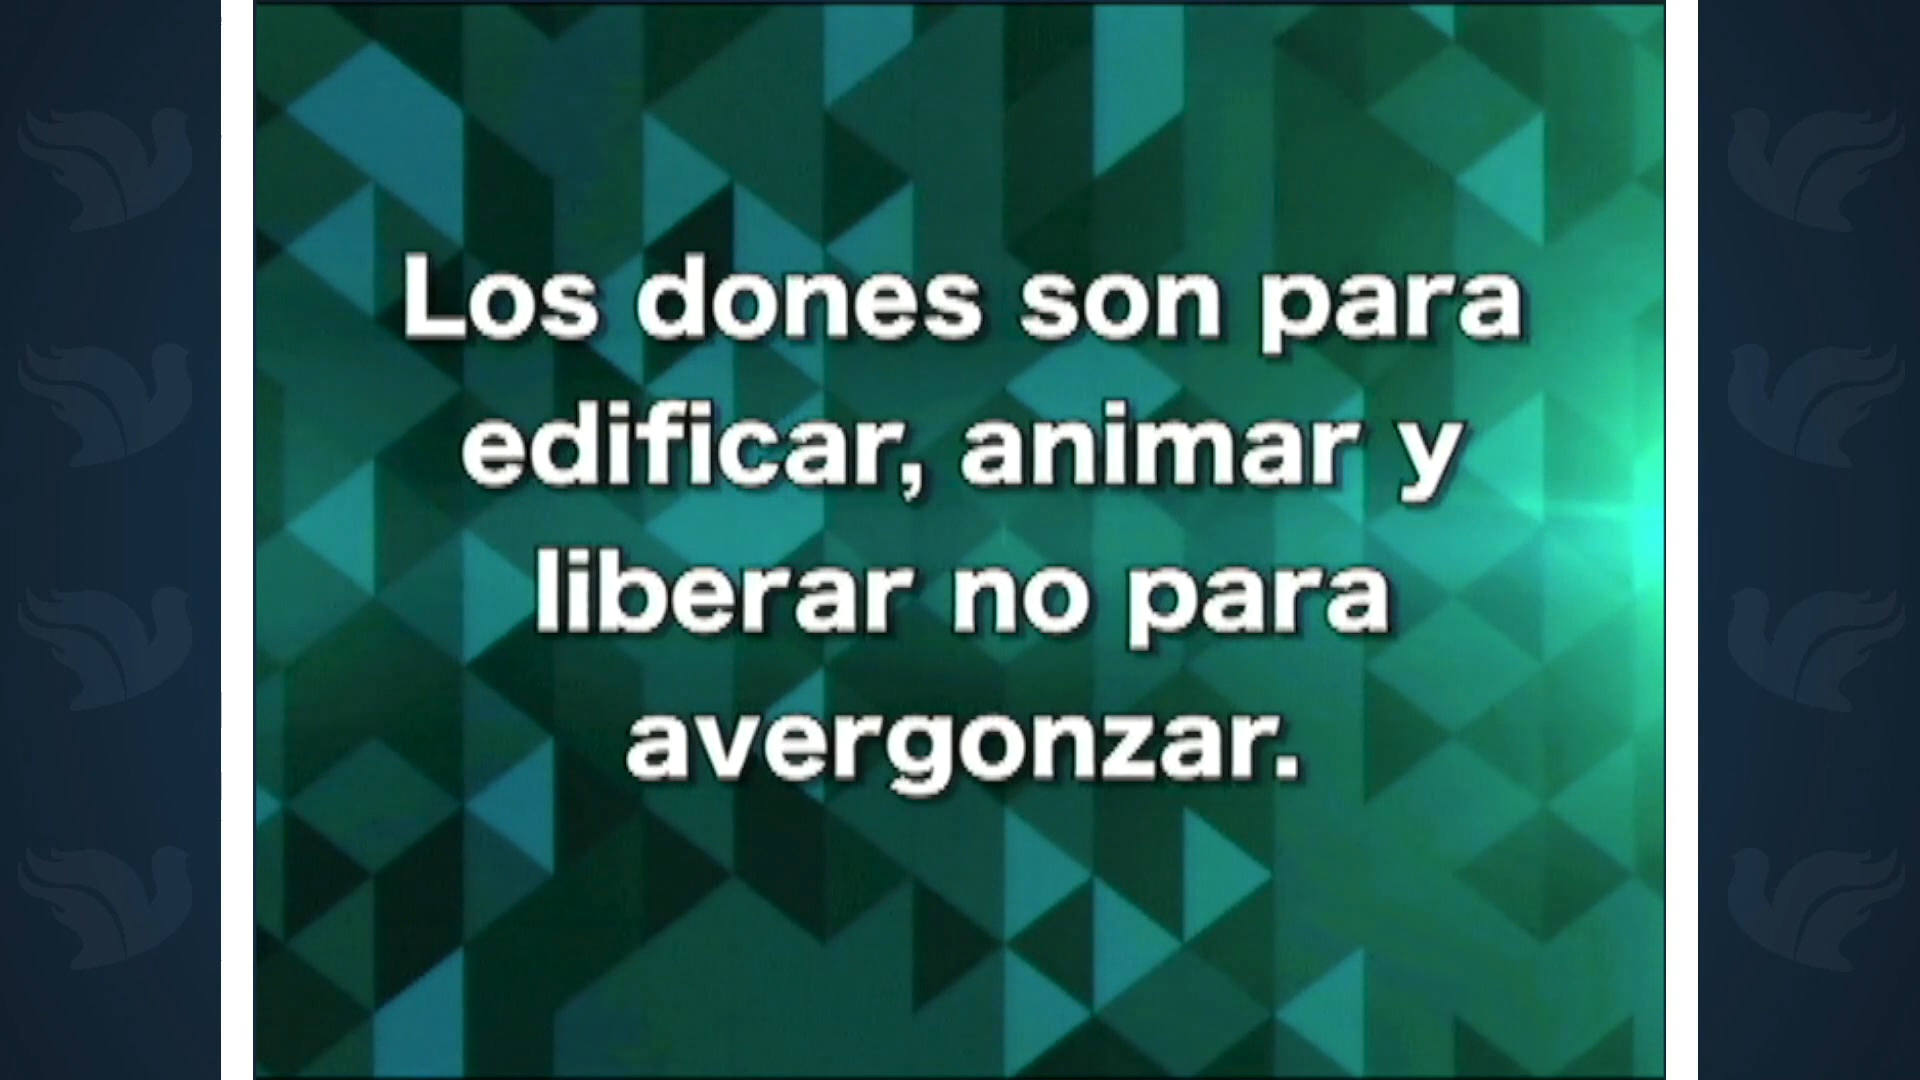 Los dones son para
edificar, animar y
liberar no para
avergonzar.